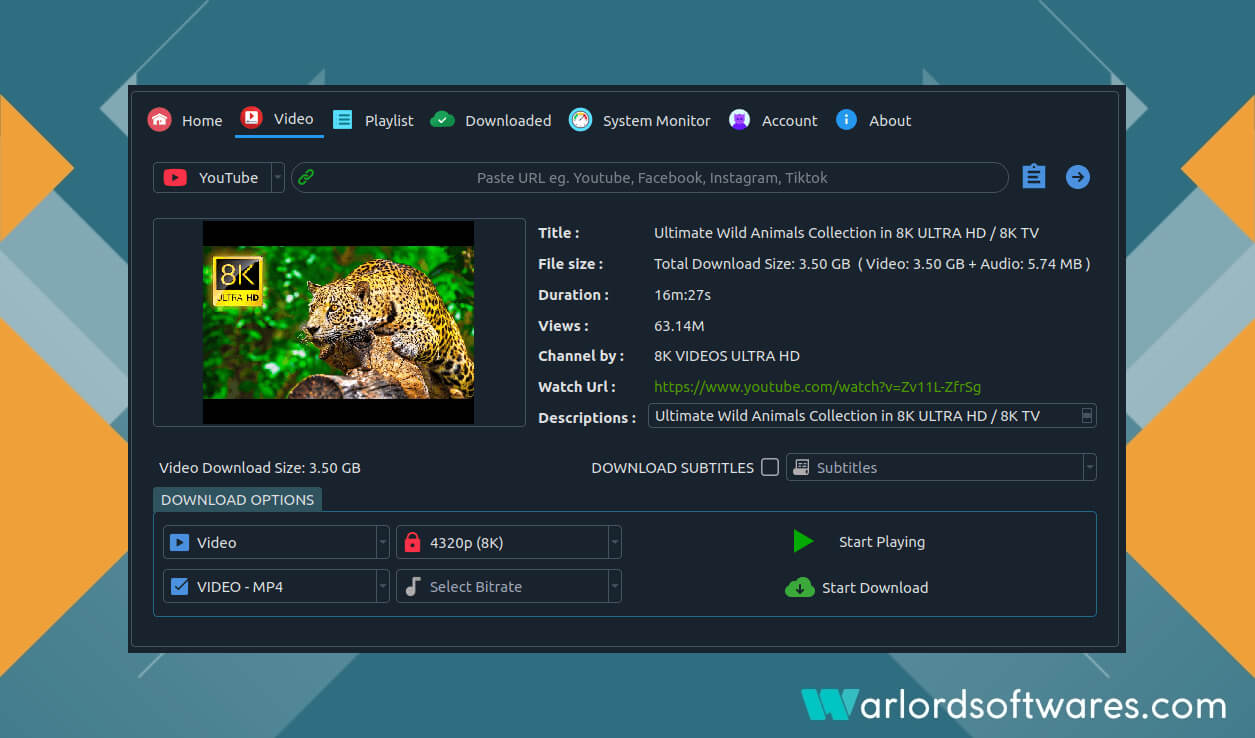 Home Video Playlist Downloaded System Monitor Account About
YouTube Paste URL eg. Youtube, Facebook, Instagram, Tiktok
8K
ULTRA HD
Title : Ultimate Wild Animals Collection in 8K ULTRA HD / 8K TV
File size : Total Download Size: 3.50 GB ( Video: 3.50 GB + Audio: 5.74 MB )
Duration : 16m:27s
Views : 63.14M
Channel by : 8K VIDEOS ULTRA HD
Watch Url : https://www.youtube.com/watch?v=Zv11L-ZfrSg
Descriptions : Ultimate Wild Animals Collection in 8K ULTRA HD / 8K TV
Video Download Size: 3.50 GB DOWNLOAD SUBTITLES Subtitles
DOWNLOAD OPTIONS
Video 4320p (8K) Start Playing
VIDEO - MP4 Select Bitrate Start Download
Warlordsoftwares.com